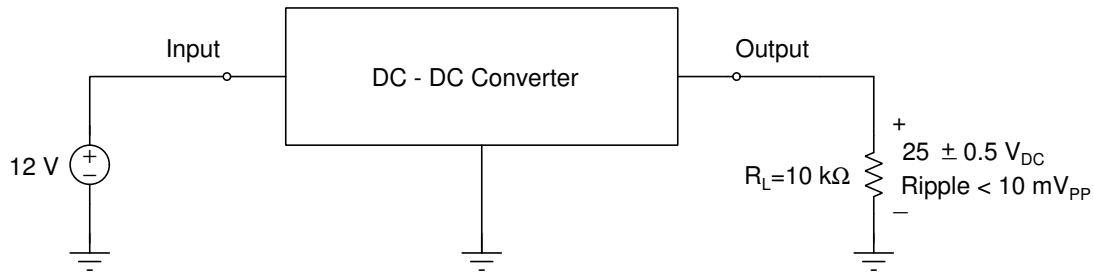 Input
Output
DC - DC Converter
12 V
+
−
R_L=10 kΩ
+
25 ± 0.5 V_DC
Ripple < 10 mV_PP
−